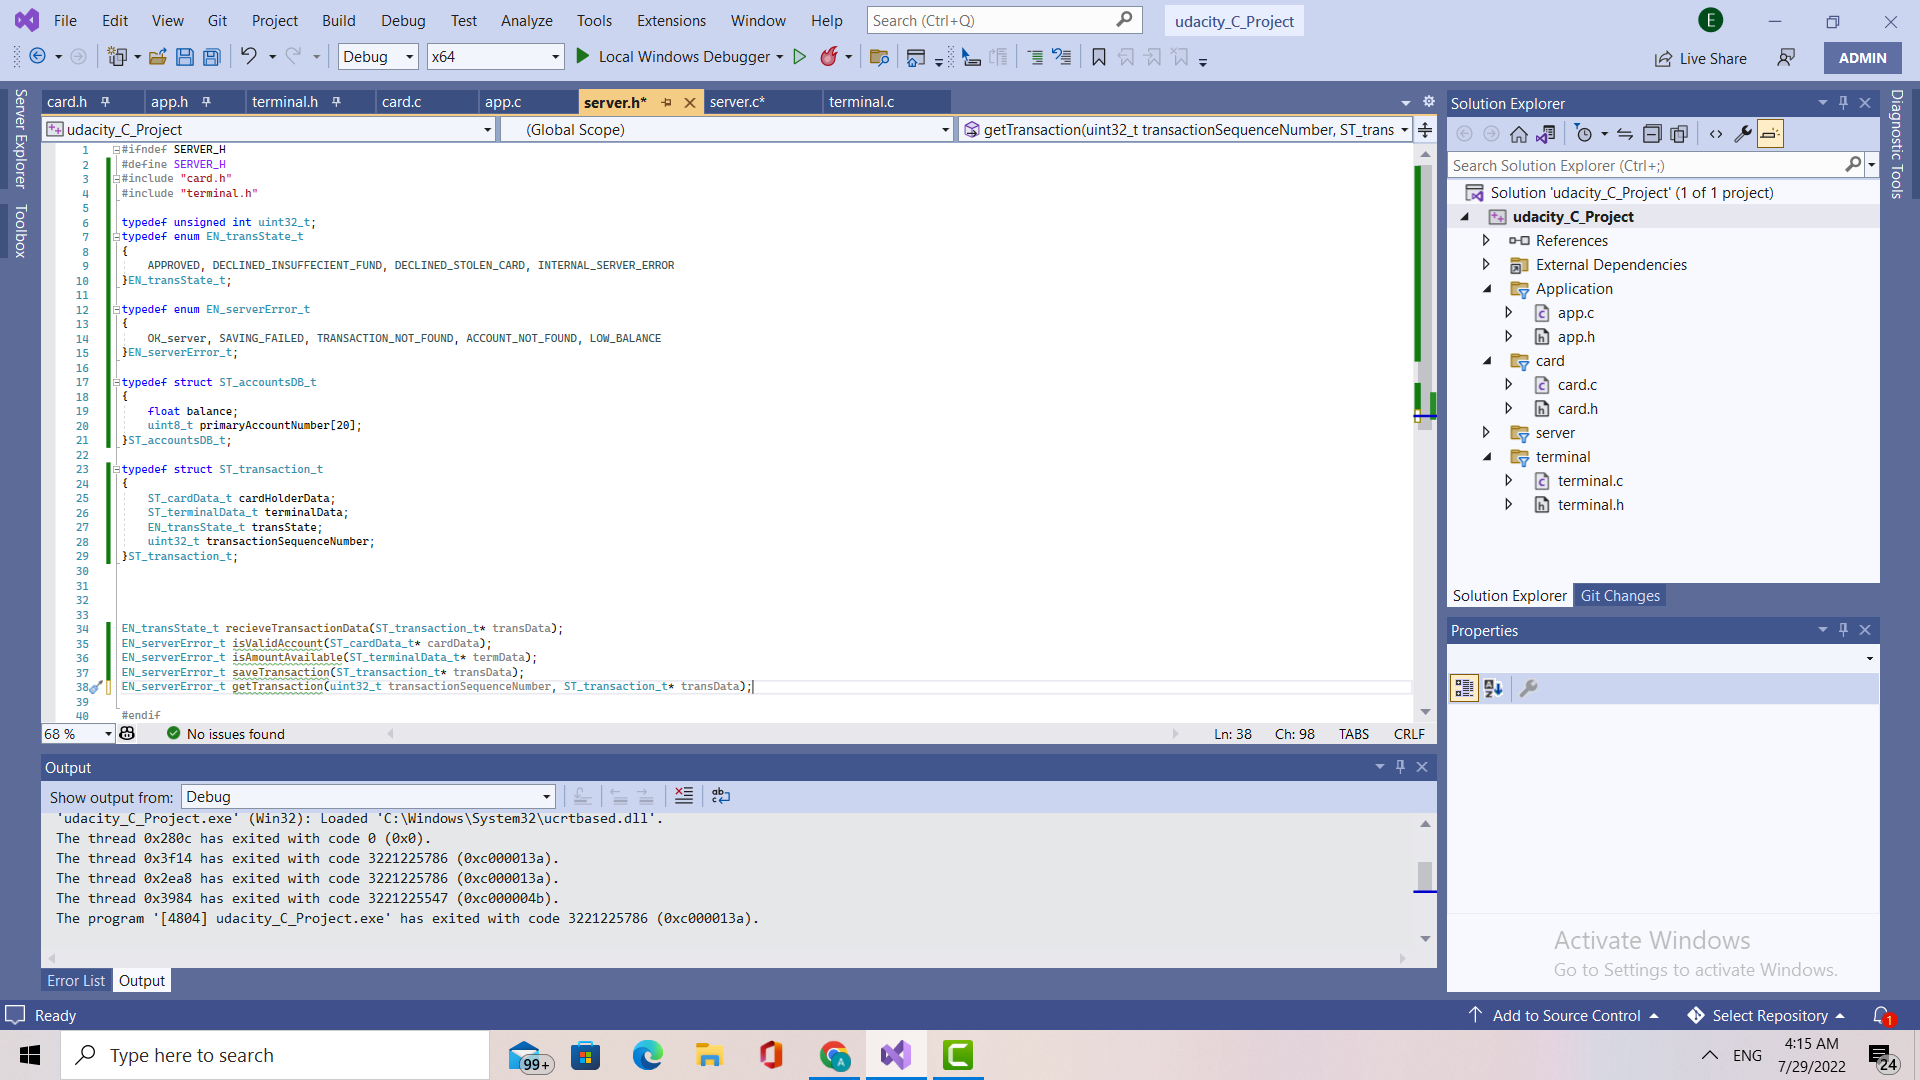 File Edit View Git Project Build Debug Test Analyze Tools Extensions Window Help Search (Ctrl+Q) udacity_C_Project E
Debug x64 Local Windows Debugger Live Share ADMIN
Server Explorer
Toolbox
card.h app.h terminal.h card.c app.c server.h* server.c* terminal.c
udacity_C_Project (Global Scope) getTransaction(uint32_t transactionSequenceNumber, ST_trans
1 #ifndef SERVER_H
2 #define SERVER_H
3 #include "card.h"
4 #include "terminal.h"
5
6 typedef unsigned int uint32_t;
7 typedef enum EN_transState_t
8 {
9 APPROVED, DECLINED_INSUFFECIENT_FUND, DECLINED_STOLEN_CARD, INTERNAL_SERVER_ERROR
10 }EN_transState_t;
11
12 typedef enum EN_serverError_t
13 {
14 OK_server, SAVING_FAILED, TRANSACTION_NOT_FOUND, ACCOUNT_NOT_FOUND, LOW_BALANCE
15 }EN_serverError_t;
16
17 typedef struct ST_accountsDB_t
18 {
19 float balance;
20 uint8_t primaryAccountNumber[20];
21 }ST_accountsDB_t;
22
23 typedef struct ST_transaction_t
24 {
25 ST_cardData_t cardHolderData;
26 ST_terminalData_t terminalData;
27 EN_transState_t transState;
28 uint32_t transactionSequenceNumber;
29 }ST_transaction_t;
30
31
32
33
34 EN_transState_t recieveTransactionData(ST_transaction_t* transData);
35 EN_serverError_t isValidAccount(ST_cardData_t* cardData);
36 EN_serverError_t isAmountAvailable(ST_terminalData_t* termData);
37 EN_serverError_t saveTransaction(ST_transaction_t* transData);
38 EN_serverError_t getTransaction(uint32_t transactionSequenceNumber, ST_transaction_t* transData);
39
40 #endif
68 % No issues found Ln: 38 Ch: 98 TABS CRLF
Output
Show output from: Debug
'udacity_C_Project.exe' (Win32): Loaded 'C:\Windows\System32\ucrtbased.dll'.
The thread 0x280c has exited with code 0 (0x0).
The thread 0x3f14 has exited with code 3221225786 (0xc000013a).
The thread 0x2ea8 has exited with code 3221225786 (0xc000013a).
The thread 0x3984 has exited with code 3221225547 (0xc000004b).
The program '[4804] udacity_C_Project.exe' has exited with code 3221225786 (0xc000013a).
Error List Output
Solution Explorer
Search Solution Explorer (Ctrl+;)
Solution 'udacity_C_Project' (1 of 1 project)
udacity_C_Project
References
External Dependencies
Application
app.c
app.h
card
card.c
card.h
server
terminal
terminal.c
terminal.h
Solution Explorer Git Changes
Properties
Diagnostic Tools
Activate Windows
Go to Settings to activate Windows.
Ready Add to Source Control Select Repository 1
Type here to search 99+ A ENG 4:15 AM
7/29/2022 24